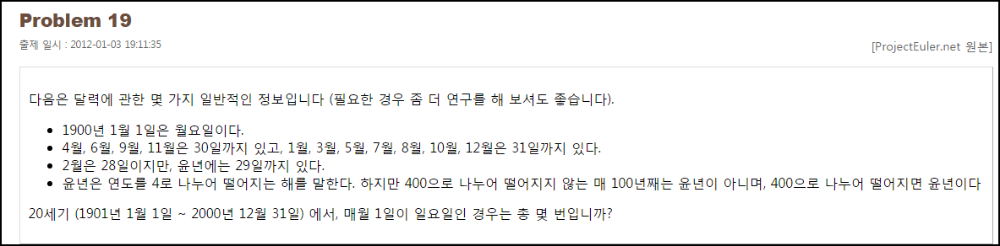 Problem 19
출제 일시 : 2012-01-03 19:11:35
[ProjectEuler.net 원본]
다음은 달력에 관한 몇 가지 일반적인 정보입니다 (필요한 경우 좀 더 연구를 해 보셔도 좋습니다).
• 1900년 1월 1일은 월요일이다.
• 4월, 6월, 9월, 11월은 30일까지 있고, 1월, 3월, 5월, 7월, 8월, 10월, 12월은 31일까지 있다.
• 2월은 28일이지만, 윤년에는 29일까지 있다.
• 윤년은 연도를 4로 나누어 떨어지는 해를 말한다. 하지만 400으로 나누어 떨어지지 않는 매 100년째는 윤년이 아니며, 400으로 나누어 떨어지면 윤년이다
20세기 (1901년 1월 1일 ~ 2000년 12월 31일) 에서, 매월 1일이 일요일인 경우는 총 몇 번입니까?